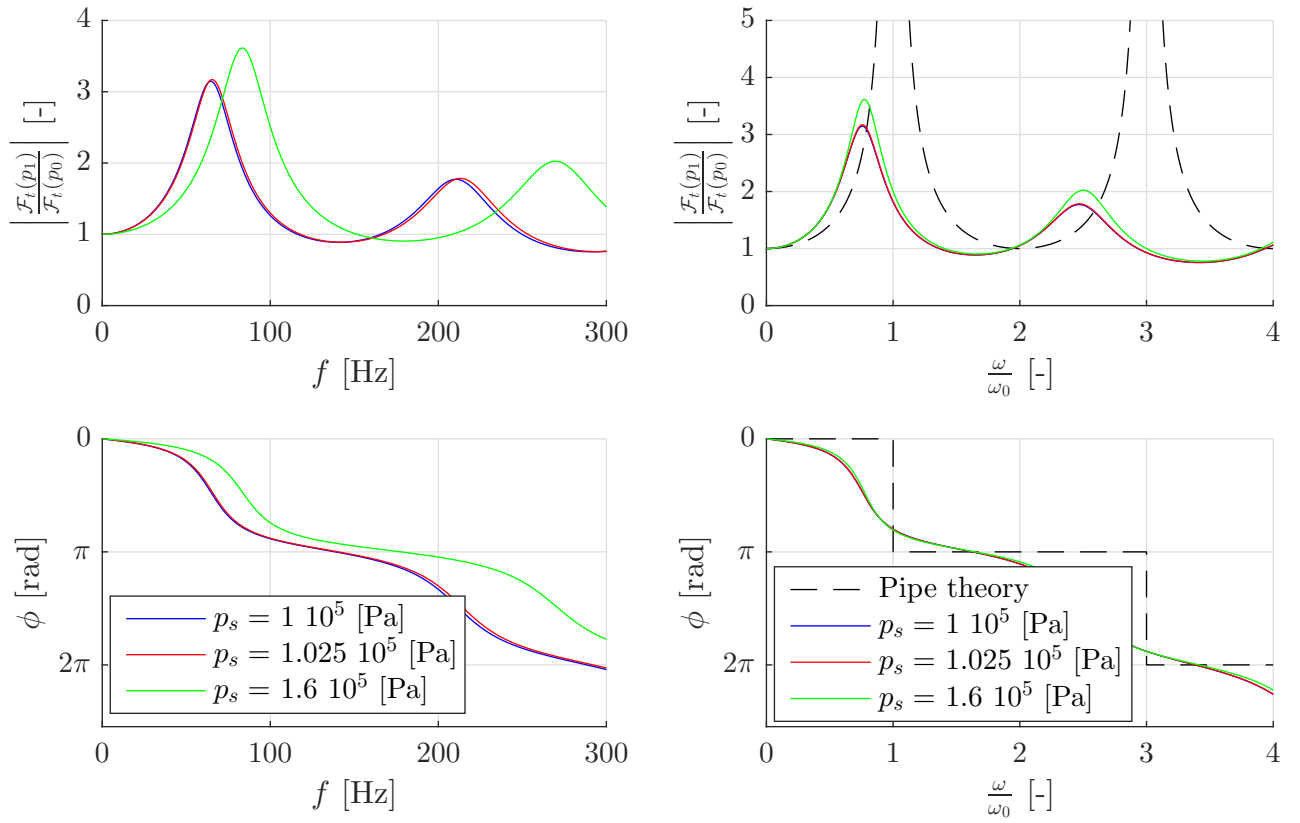 |F_t(p_1)/F_t(p_0)| [-]
4
3
2
1
0
0 100 200 300
f [Hz]
|F_t(p_1)/F_t(p_0)| [-]
5
4
3
2
1
0
0 1 2 3 4
ω/ω_0 [-]
ϕ [rad]
0
π
2π
p_s = 1 10^5 [Pa]
p_s = 1.025 10^5 [Pa]
p_s = 1.6 10^5 [Pa]
0 100 200 300
f [Hz]
ϕ [rad]
0
π
2π
Pipe theory
p_s = 1 10^5 [Pa]
p_s = 1.025 10^5 [Pa]
p_s = 1.6 10^5 [Pa]
0 1 2 3 4
ω/ω_0 [-]